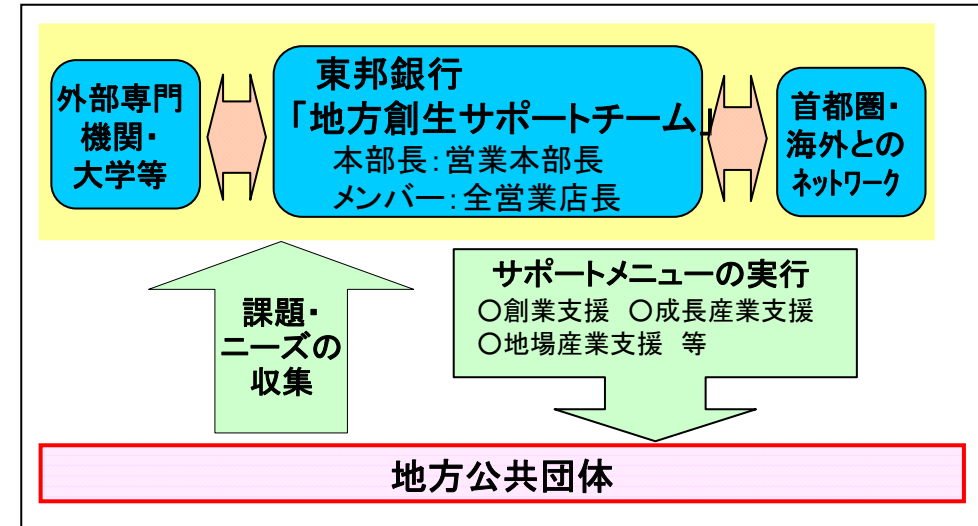 外部専門
機関・
大学等
東邦銀行
「地方創生サポートチーム」
本部長：営業本部長
メンバー：全営業店長
首都圏・
海外との
ネットワーク
課題・
ニーズの
収集
サポートメニューの実行
○創業支援　○成長産業支援
○地場産業支援　等
地方公共団体